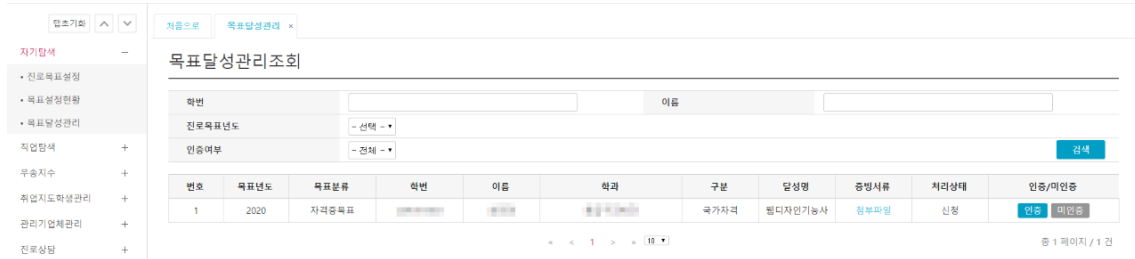 탭초기화
처음으로 목표달성관리 ×
자기탐색 −
• 진로목표설정
• 목표설정현황
• 목표달성관리
직업탐색 +
우송지수 +
취업지도학생관리 +
관리기업체관리 +
진로상담 +
목표달성관리조회
학번 이름
진로목표년도 - 선택 -
인증여부 - 전체 - 검색
번호 목표년도 목표분류 학번 이름 학과 구분 달성명 증빙서류 처리상태 인증/미인증
1 2020 자격증목표 국가자격 웹디자인기능사 첨부파일 신청 인증 미인증
« < 1 > » 10 총 1 페이지 / 1 건